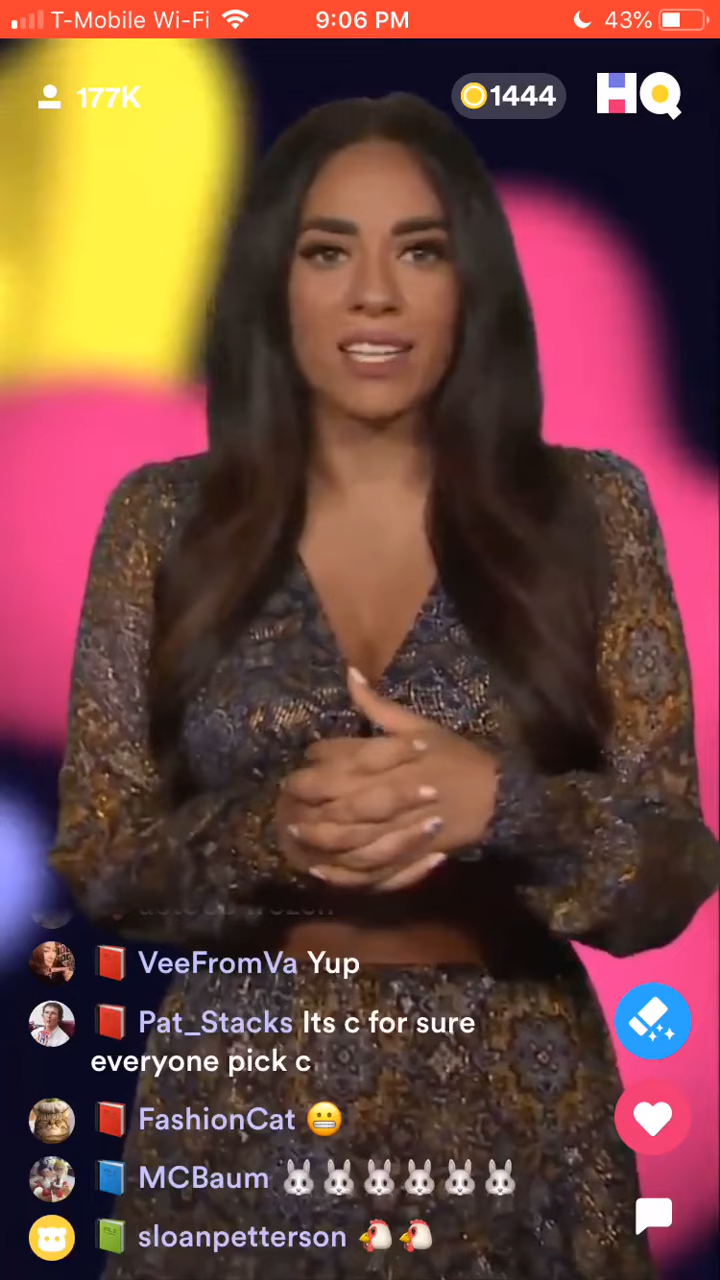 T-Mobile Wi-Fi 9:06 PM 43%
177K 1444 HQ
VeeFromVa Yup
Pat_Stacks Its c for sure
everyone pick c
FashionCat 😬
MCBaum 🐰🐰🐰🐰🐰🐰
sloanpetterson 🐔🐔